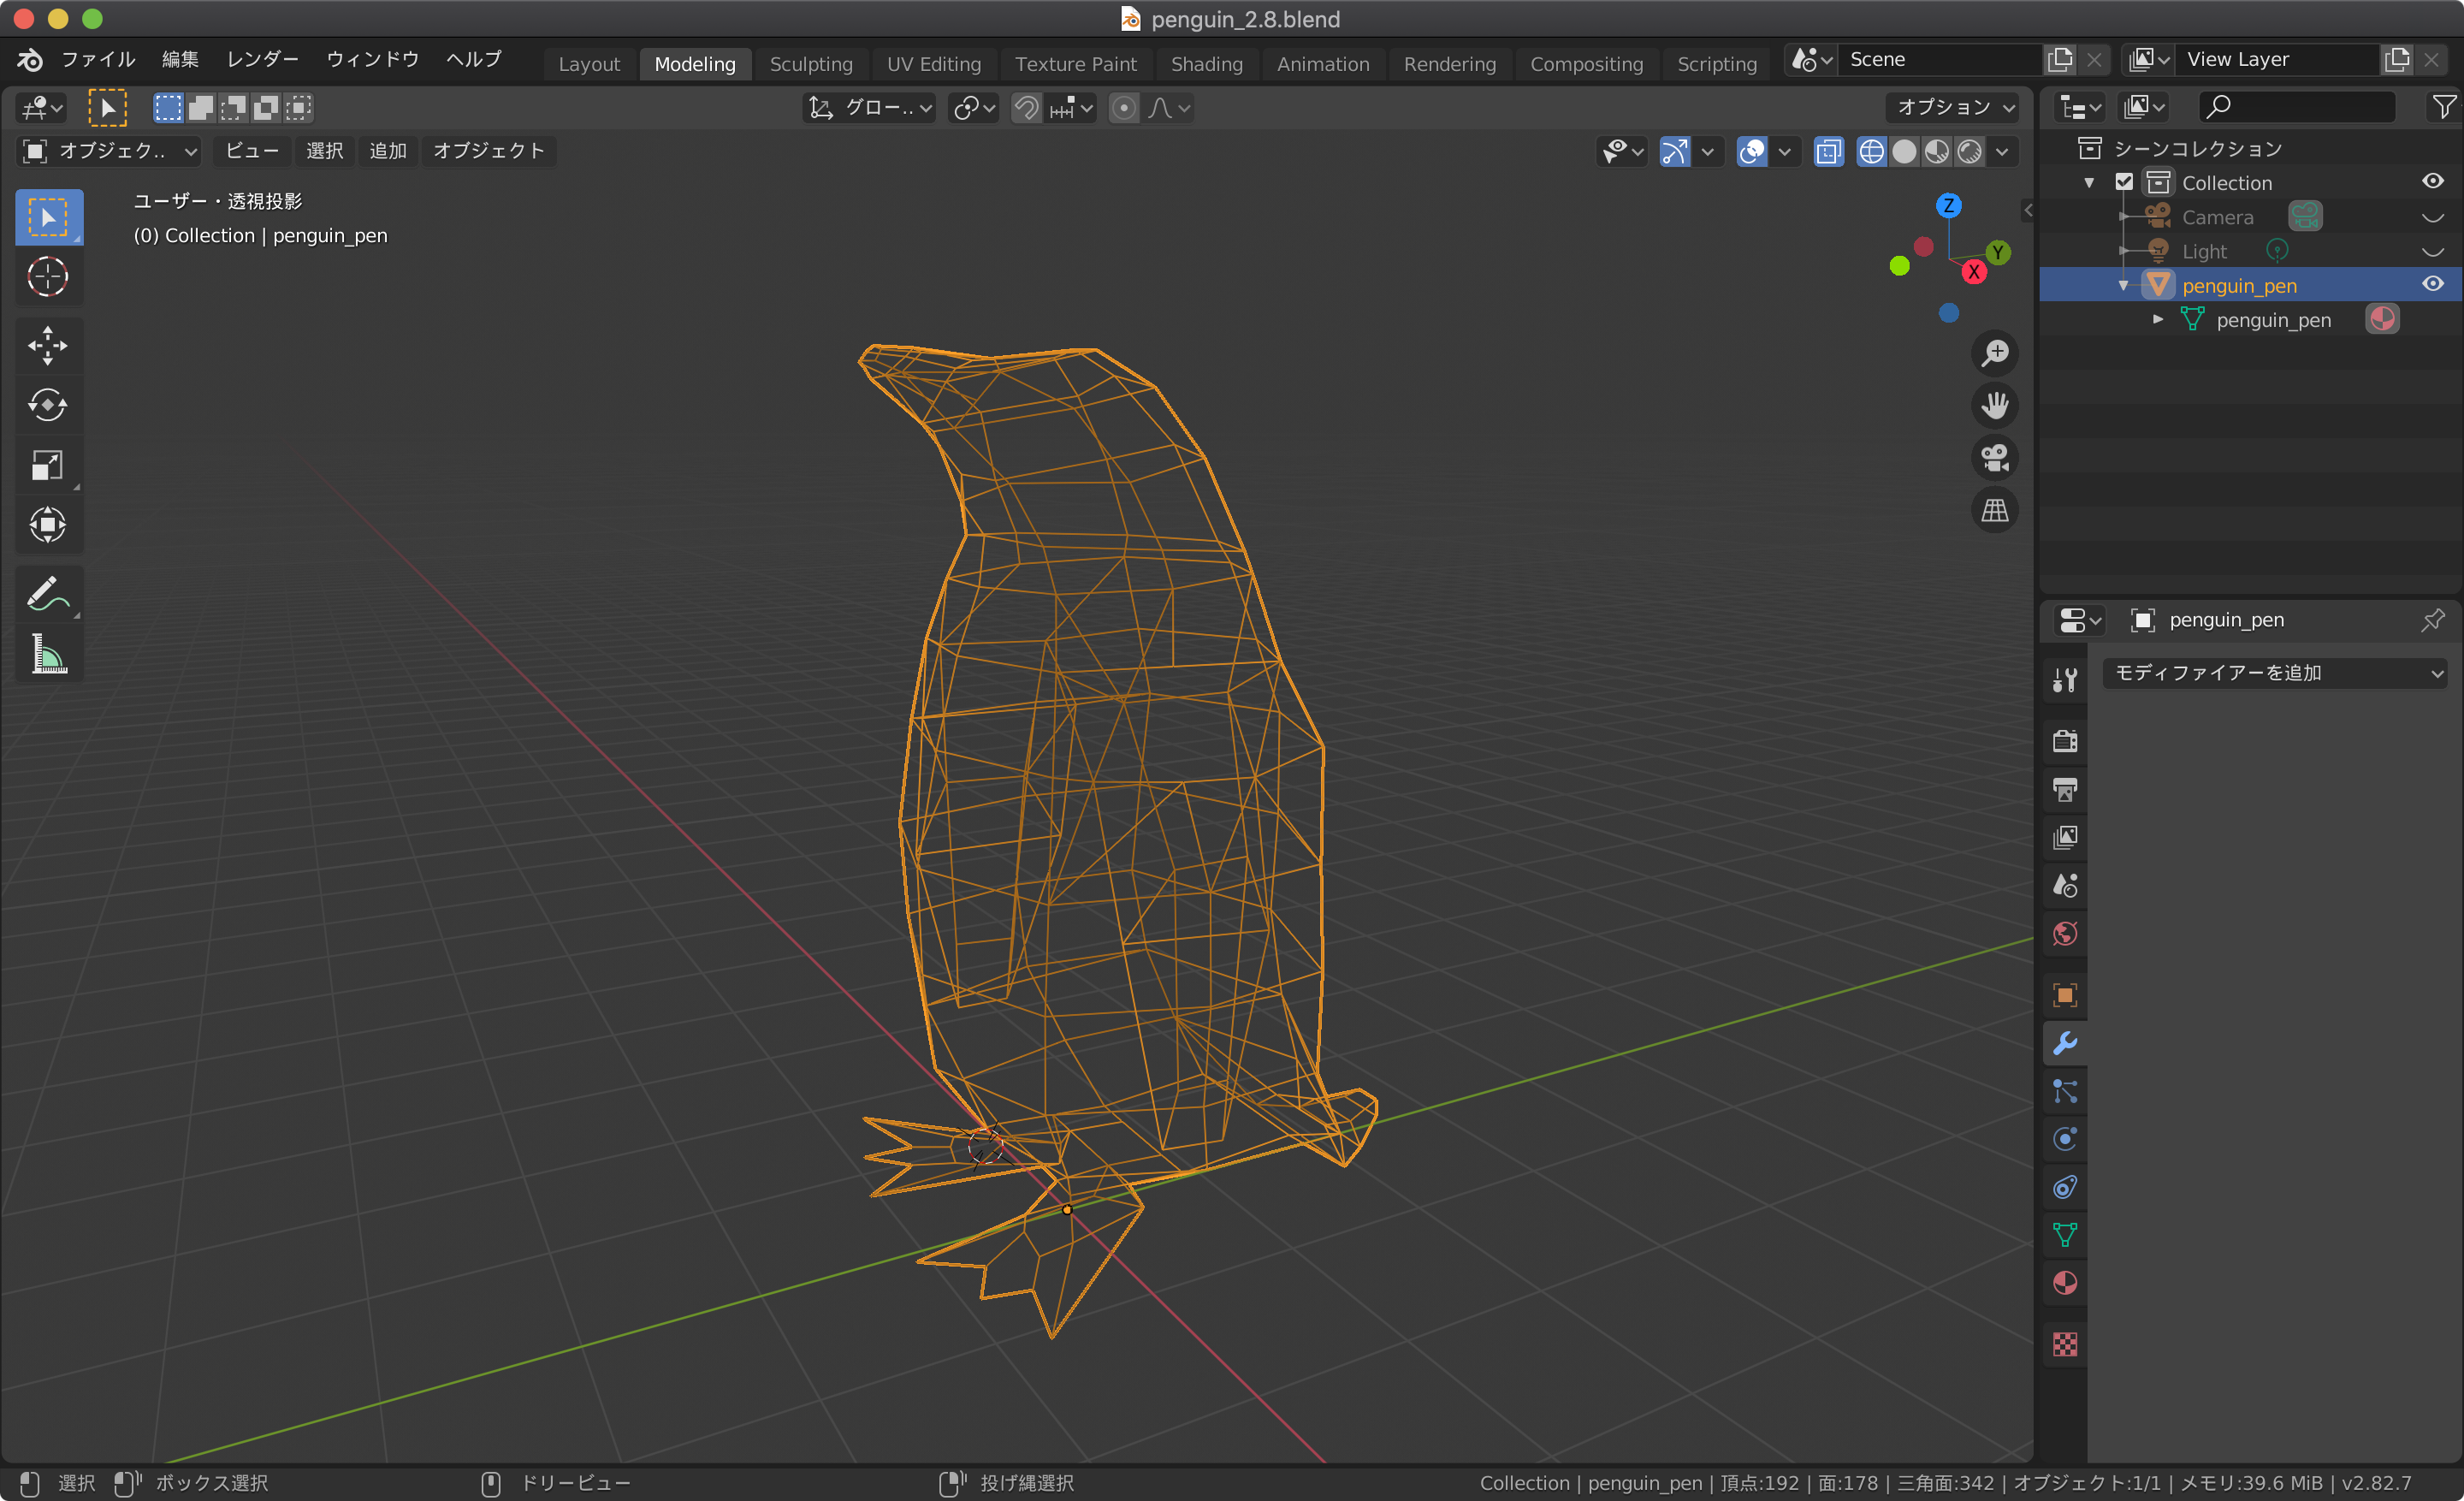 penguin_2.8.blend
ファイル 編集 レンダー ウィンドウ ヘルプ Layout Modeling Sculpting UV Editing Texture Paint Shading Animation Rendering Compositing Scripting Scene View Layer
グロー.. オプション
オブジェク.. ビュー 選択 追加 オブジェクト
ユーザー・透視投影
(0) Collection | penguin_pen
Z
Y
X
シーンコレクション
Collection
Camera
Light
penguin_pen
penguin_pen
penguin_pen
モディファイアーを追加
選択 ボックス選択 ドリービュー 投げ縄選択 Collection | penguin_pen | 頂点:192 | 面:178 | 三角面:342 | オブジェクト:1/1 | メモリ:39.6 MiB | v2.82.7